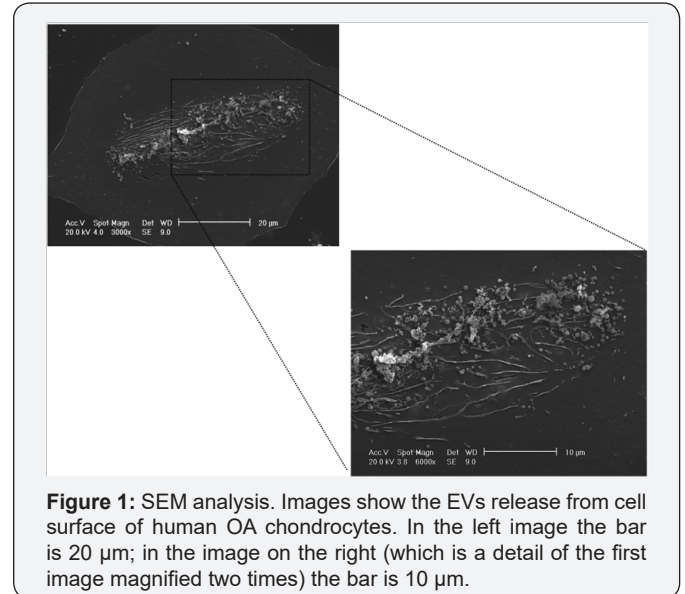 Acc.V Spot Magn Det WD 20 µm
20.0 kV 4.0 3000x SE 9.0
Acc.V Spot Magn Det WD 10 µm
20.0 kV 3.8 6000x SE 9.0
Figure 1: SEM analysis. Images show the EVs release from cell
surface of human OA chondrocytes. In the left image the bar
is 20 µm; in the image on the right (which is a detail of the first
image magnified two times) the bar is 10 µm.